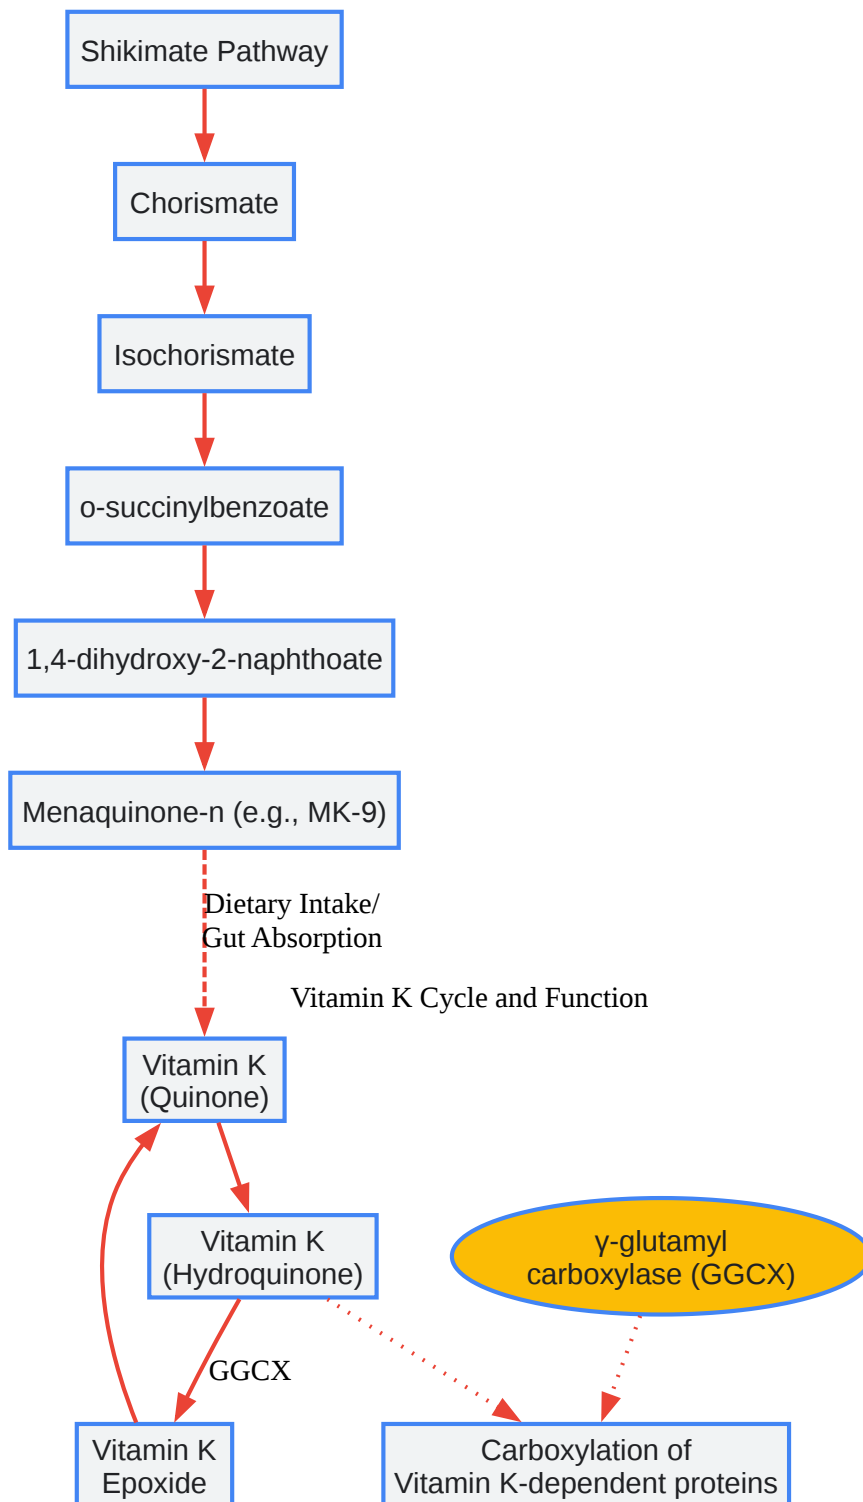 Shikimate Pathway
Chorismate
Isochorismate
o-succinylbenzoate
1,4-dihydroxy-2-naphthoate
Menaquinone-n (e.g., MK-9)
Dietary Intake/
Gut Absorption
Vitamin K Cycle and Function
Vitamin K
(Quinone)
Vitamin K
(Hydroquinone)
γ-glutamyl
carboxylase (GGCX)
GGCX
Vitamin K
Epoxide
Carboxylation of
Vitamin K-dependent proteins